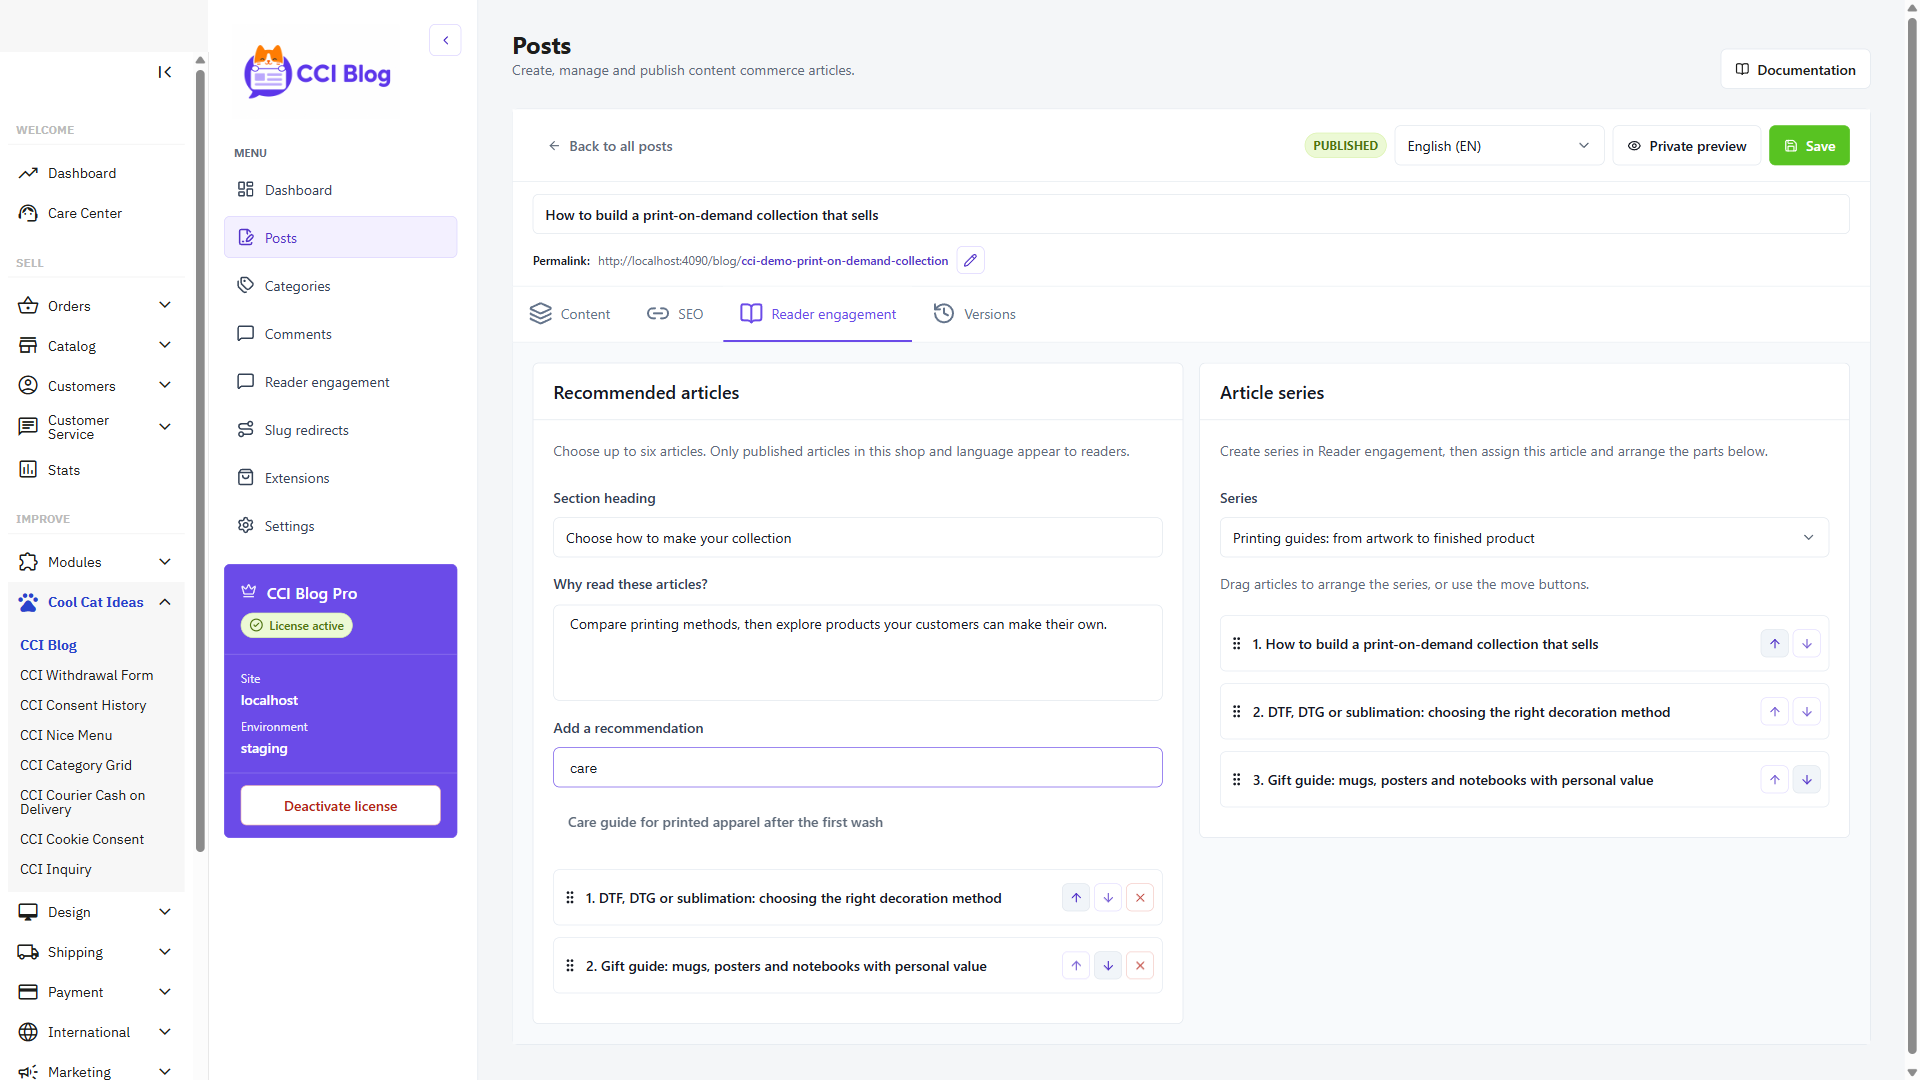 WELCOME
Dashboard
Care Center
SELL
Orders
Catalog
Customers
Customer
Service
Stats
IMPROVE
Modules
Cool Cat Ideas
CCI Blog
CCI Withdrawal Form
CCI Consent History
CCI Nice Menu
CCI Category Grid
CCI Courier Cash on
Delivery
CCI Cookie Consent
CCI Inquiry
Design
Shipping
Payment
International
Marketing
CCI Blog
MENU
Dashboard
Posts
Categories
Comments
Reader engagement
Slug redirects
Extensions
Settings
CCI Blog Pro
License active
Site
localhost
Environment
staging
Deactivate license
Posts
Create, manage and publish content commerce articles.
Documentation
Back to all posts
PUBLISHED
English (EN)
Private preview
Save
How to build a print-on-demand collection that sells
Permalink: http://localhost:4090/blog/cci-demo-print-on-demand-collection
Content
SEO
Reader engagement
Versions
Recommended articles
Choose up to six articles. Only published articles in this shop and language appear to readers.
Section heading
Choose how to make your collection
Why read these articles?
Compare printing methods, then explore products your customers can make their own.
Add a recommendation
care
Care guide for printed apparel after the first wash
1. DTF, DTG or sublimation: choosing the right decoration method
2. Gift guide: mugs, posters and notebooks with personal value
Article series
Create series in Reader engagement, then assign this article and arrange the parts below.
Series
Printing guides: from artwork to finished product
Drag articles to arrange the series, or use the move buttons.
1. How to build a print-on-demand collection that sells
2. DTF, DTG or sublimation: choosing the right decoration method
3. Gift guide: mugs, posters and notebooks with personal value